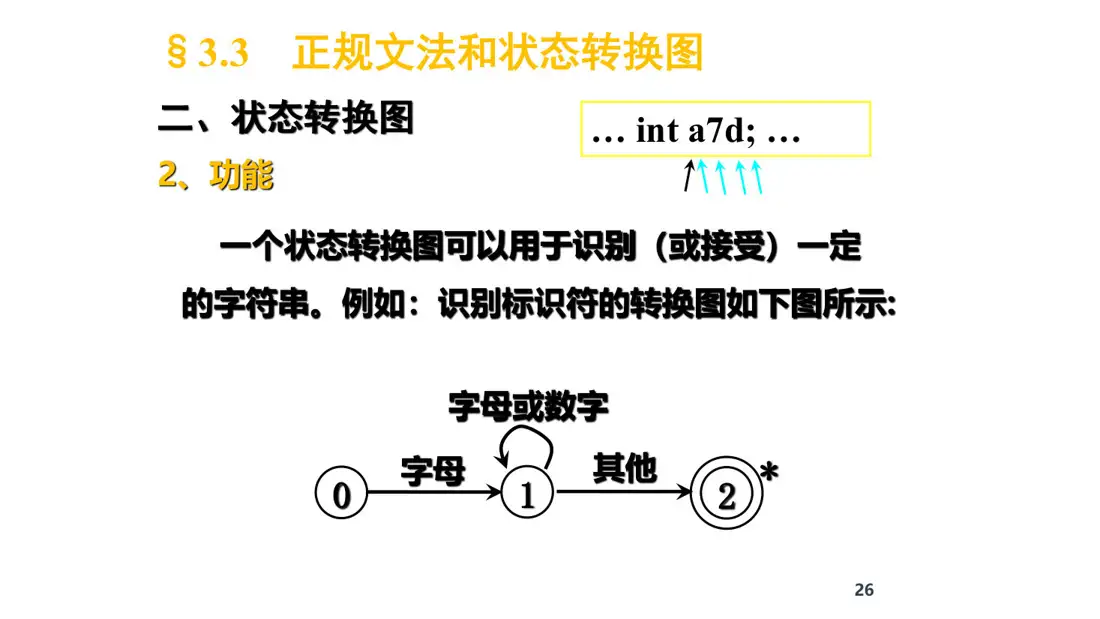 §3.3 正规文法和状态转换图
二、状态转换图
… int a7d; …
2、功能
一个状态转换图可以用于识别（或接受）一定
的字符串。例如：识别标识符的转换图如下图所示:
字母或数字
字母
其他
0
1
2
*
26